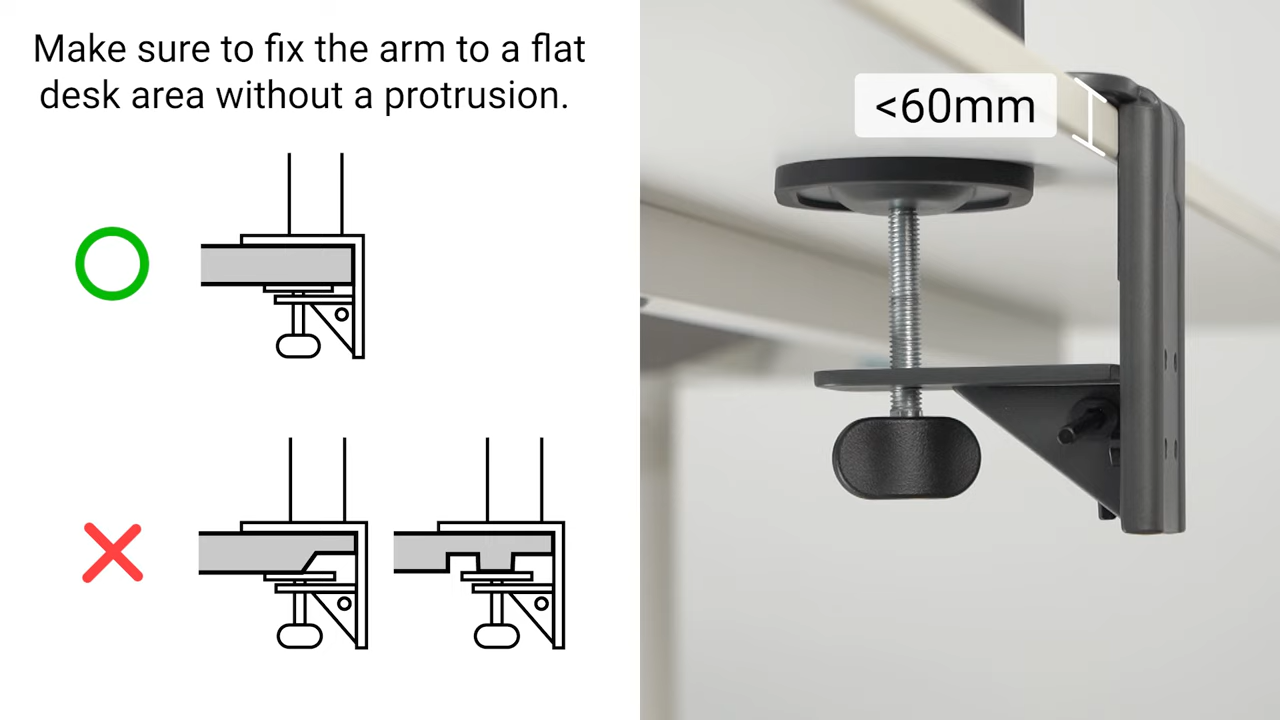 Make sure to fix the arm to a flat
desk area without a protrusion.
<60mm